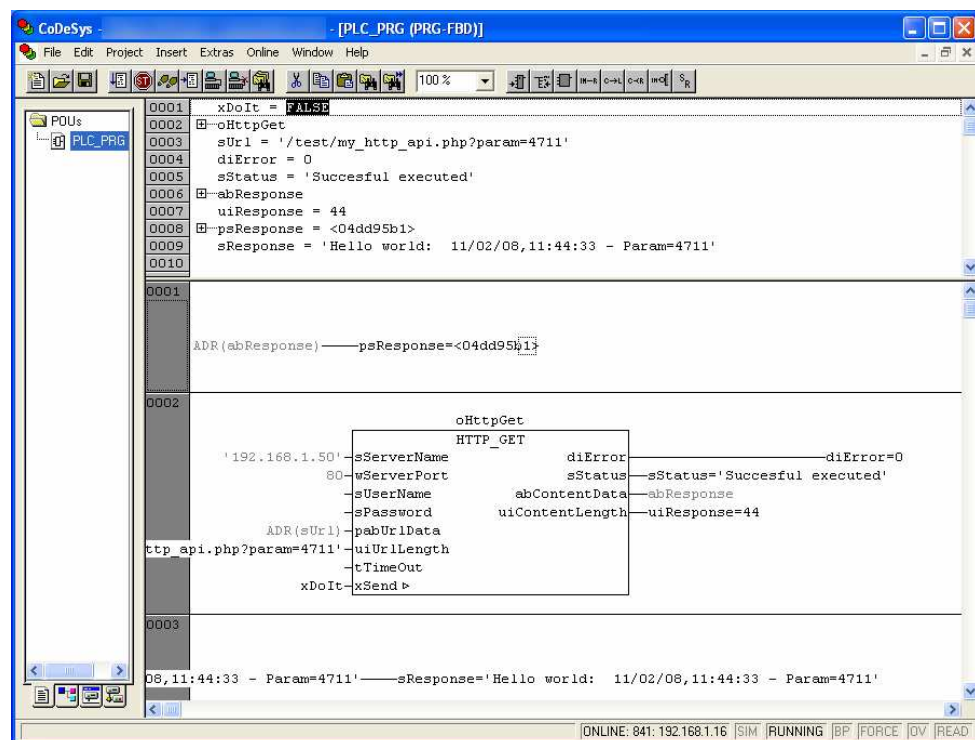 CoDeSys - - [PLC_PRG (PRG-FBD)]
File Edit Project Insert Extras Online Window Help
100 %
POUs
PLC_PRG
0001 xDoIt = FALSE
0002 oHttpGet
0003 sUrl = '/test/my_http_api.php?param=4711'
0004 diError = 0
0005 sStatus = 'Succesful executed'
0006 abResponse
0007 uiResponse = 44
0008 psResponse = <04dd95b1>
0009 sResponse = 'Hello world:  11/02/08,11:44:33 - Param=4711'
0010
0001
ADR(abResponse) psResponse=<04dd95b1>
0002
oHttpGet
HTTP_GET
'192.168.1.50' sServerName diError diError=0
80 wServerPort sStatus sStatus='Succesful executed'
sUserName abContentData abResponse
sPassword uiContentLength uiResponse=44
ADR(sUrl) pabUrlData
ttp_api.php?param=4711' uiUrlLength
tTimeOut
xDoIt xSend
0003
08,11:44:33 - Param=4711' sResponse='Hello world:  11/02/08,11:44:33 - Param=4711'
ONLINE: 841: 192.168.1.16 SIM RUNNING BP FORCE OV READ